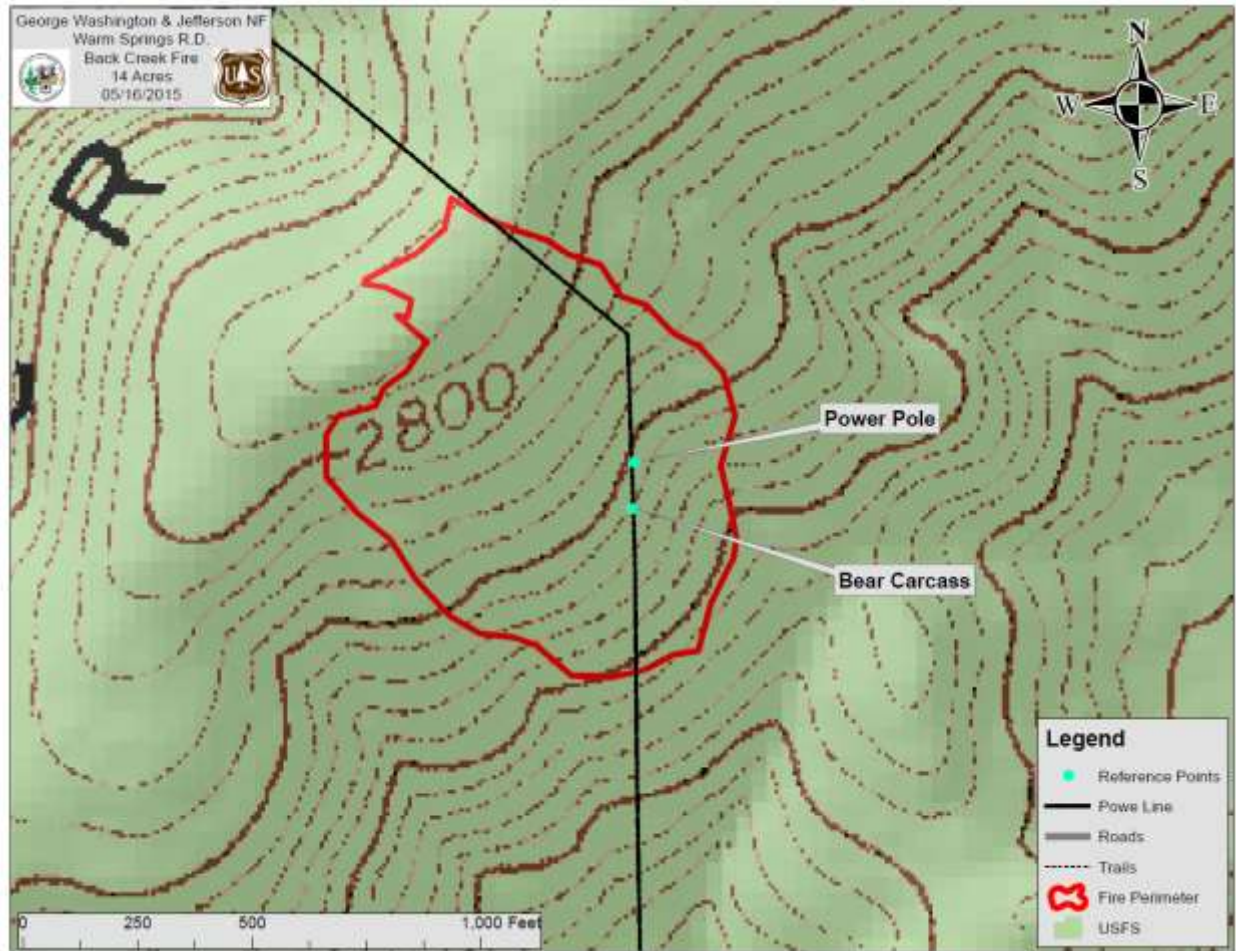 George Washington & Jefferson NF
Warm Springs R.D.
Back Creek Fire
14 Acres
05/16/2015
U S
N
W E
S
R
2800
Power Pole
Bear Carcass
Legend
Reference Points
Powe Line
Roads
Trails
Fire Perimeter
USFS
0 250 500 1,000 Feet